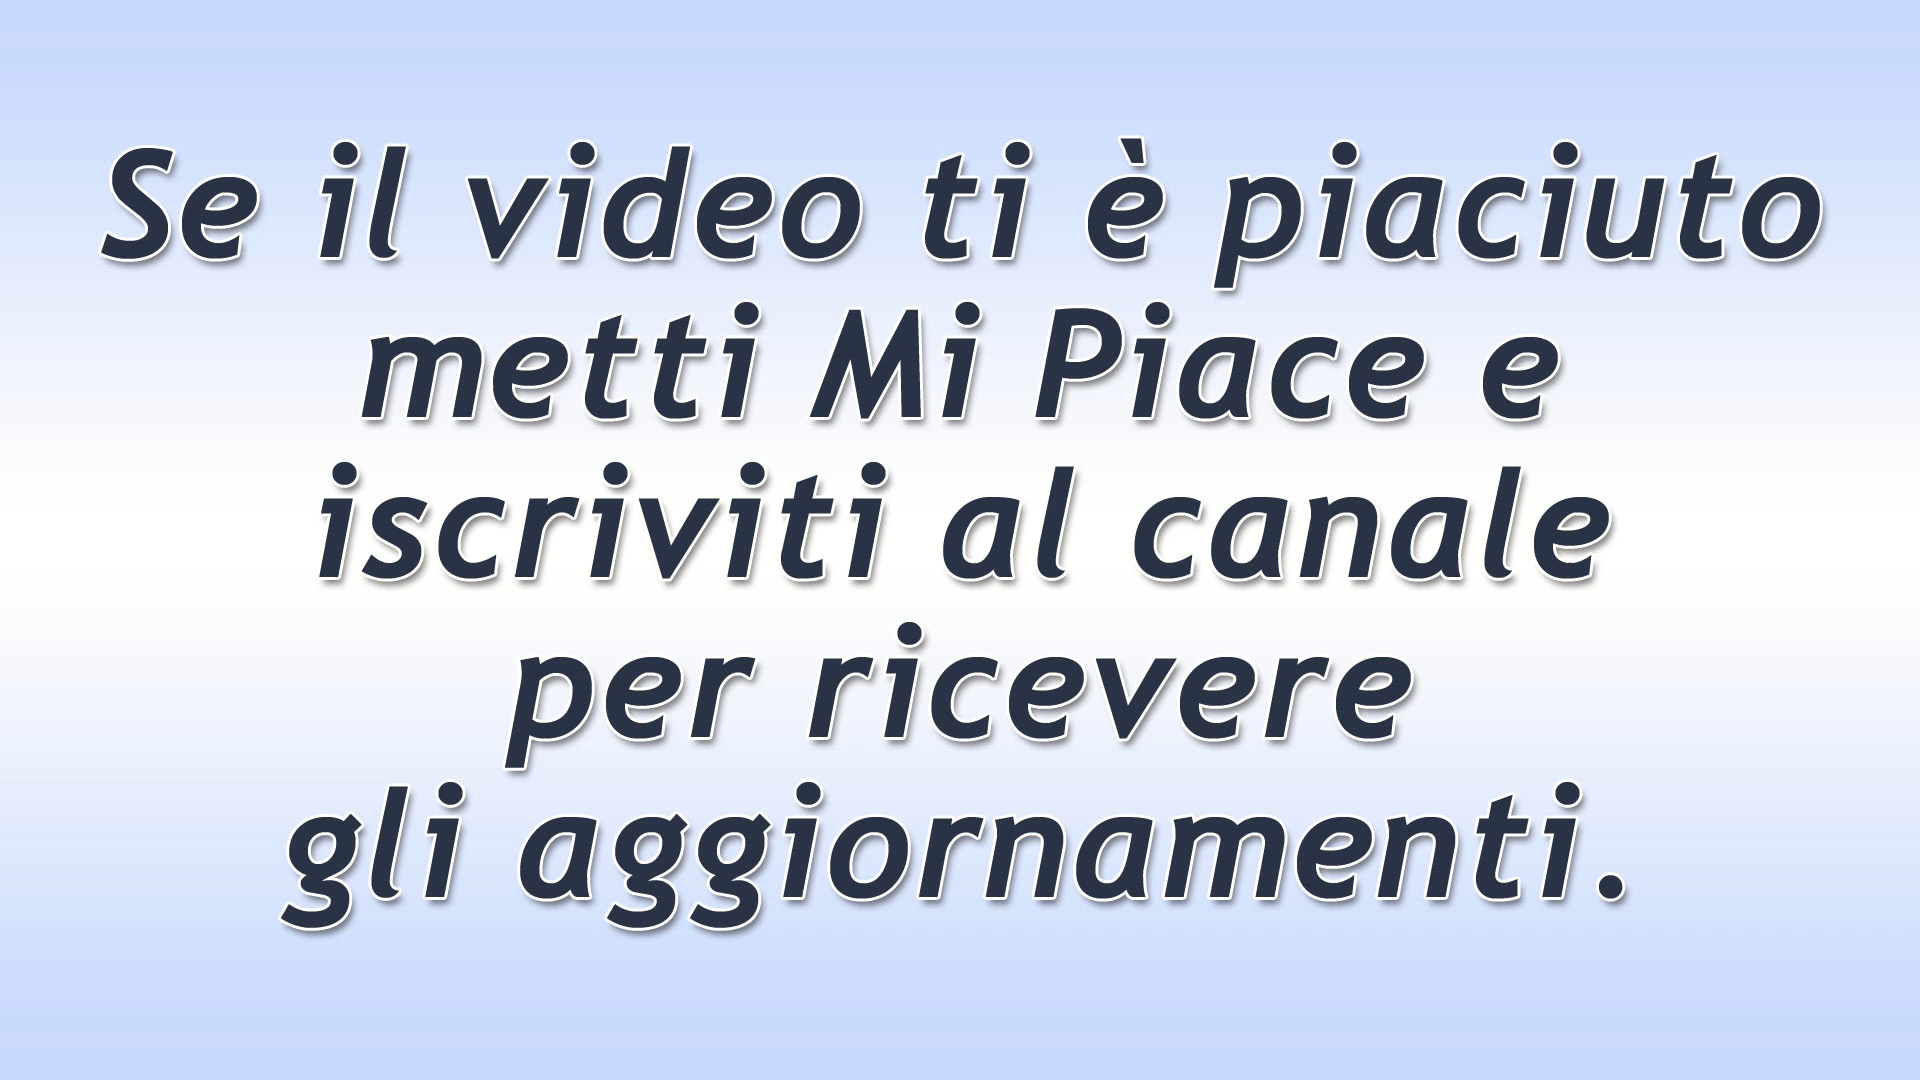 Se il video ti è piaciuto
metti Mi Piace e
iscriviti al canale
per ricevere
gli aggiornamenti.